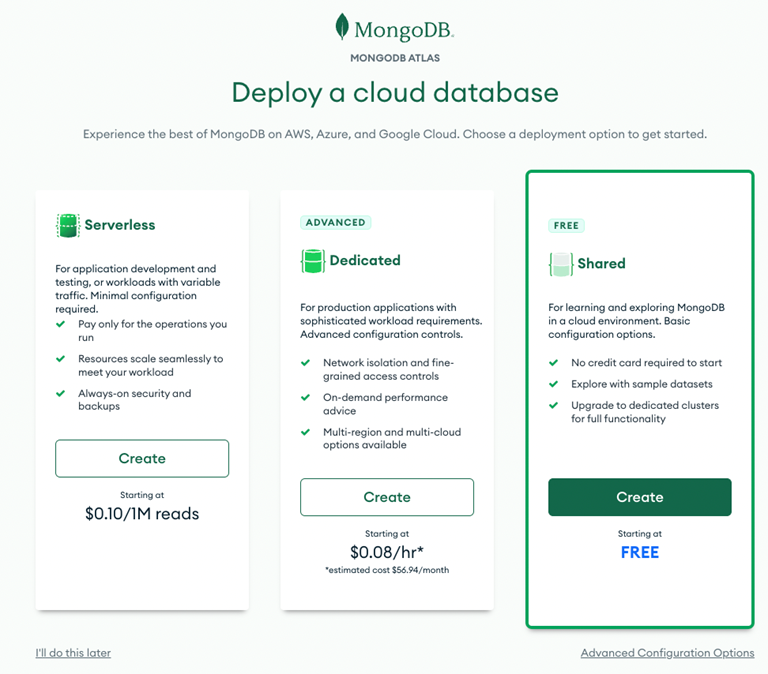 MongoDB.
MONGODB ATLAS
Deploy a cloud database
Experience the best of MongoDB on AWS, Azure, and Google Cloud. Choose a deployment option to get started.
Serverless
For application development and
testing, or workloads with variable
traffic. Minimal configuration
required.
Pay only for the operations you
run
Resources scale seamlessly to
meet your workload
Always-on security and
backups
Create
Starting at
$0.10/1M reads
ADVANCED
Dedicated
For production applications with
sophisticated workload requirements.
Advanced configuration controls.
Network isolation and fine-
grained access controls
On-demand performance
advice
Multi-region and multi-cloud
options available
Create
Starting at
$0.08/hr*
*estimated cost $56.94/month
FREE
Shared
For learning and exploring MongoDB
in a cloud environment. Basic
configuration options.
No credit card required to start
Explore with sample datasets
Upgrade to dedicated clusters
for full functionality
Create
Starting at
FREE
I'll do this later
Advanced Configuration Options